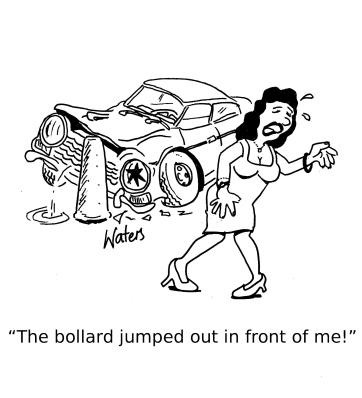 Waters
“The bollard jumped out in front of me!”